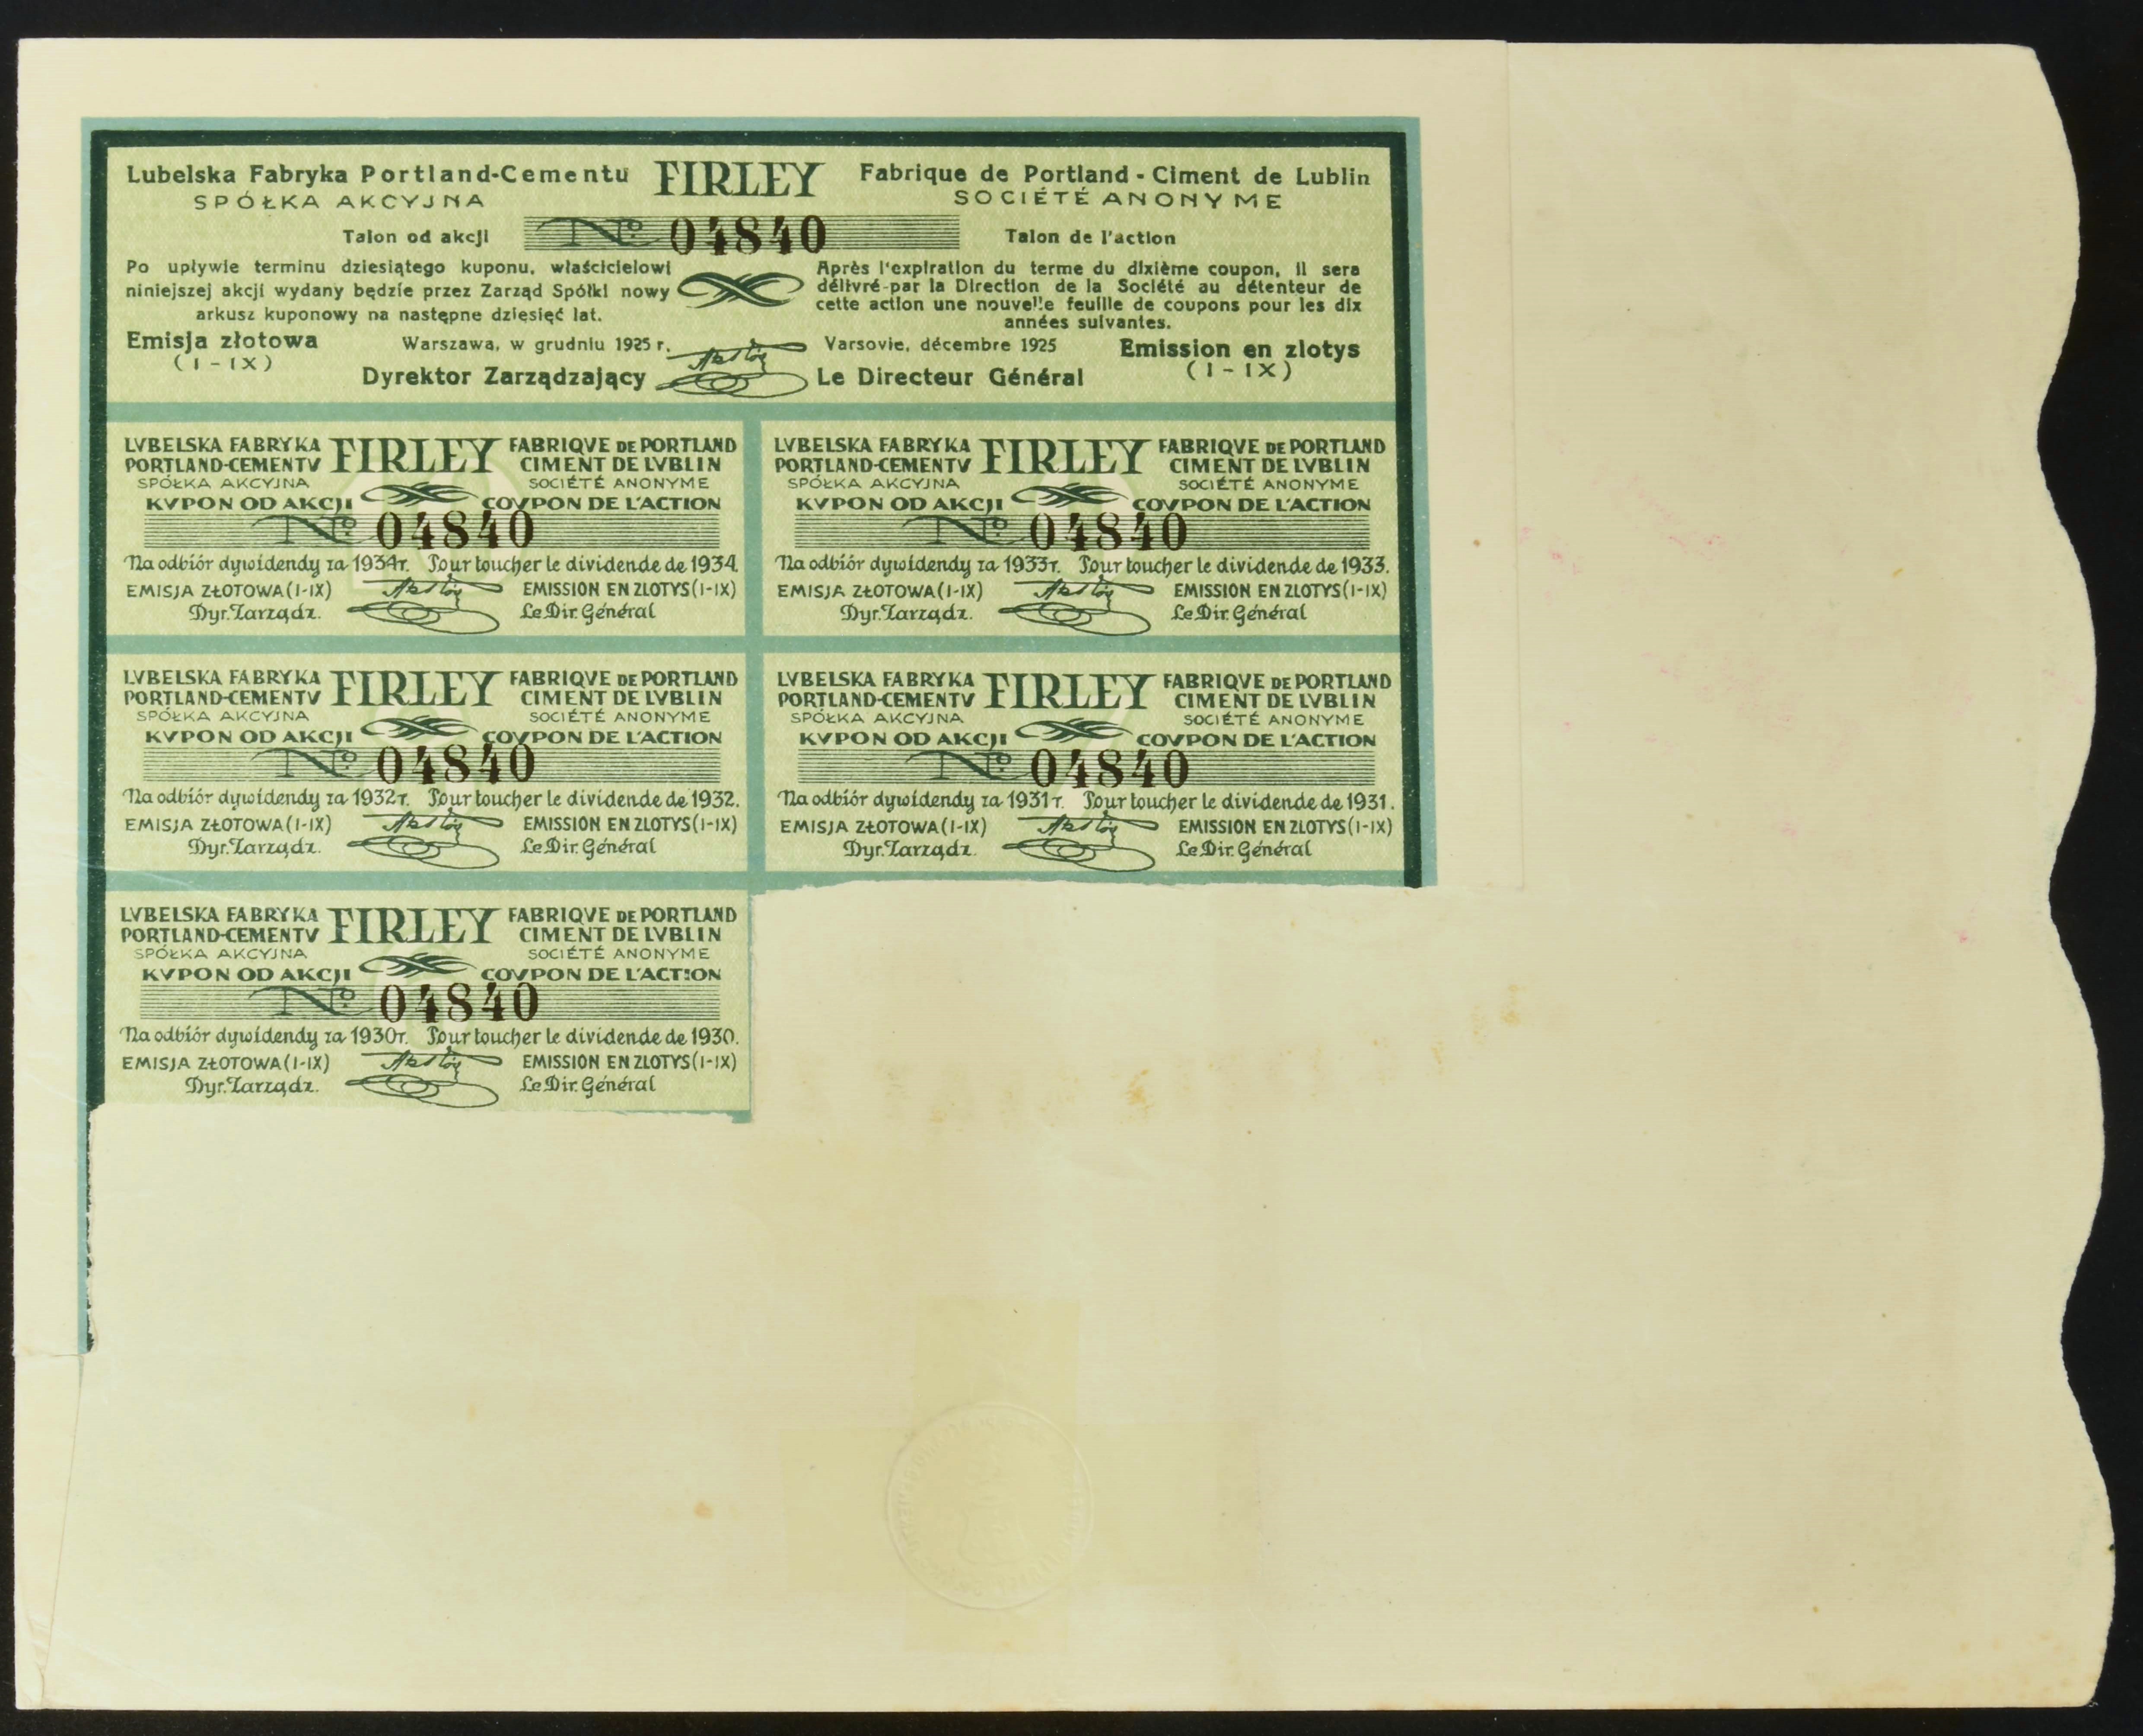 Lubelska Fabryka Portland-Cementu FIRLEY Fabrique de Portland - Ciment de Lublin
SPÓŁKA AKCYJNA SOCIÉTÉ ANONYME
Talon od akcji No 04840 Talon de l'action
Po upływie terminu dziesiątego kuponu, właścicielowi
niniejszej akcji wydany będzie przez Zarząd Spółki nowy
arkusz kuponowy na następne dziesięć lat.
Après l'expiration du terme du dixième coupon, il sera
délivré par la Direction de la Société au détenteur de
cette action une nouvelle feuille de coupons pour les dix
années suivantes.
Emisja złotowa Warszawa, w grudniu 1925 r. Varsovie, décembre 1925 Emission en zlotys
(I-IX) (I-IX)
Dyrektor Zarządzający Le Directeur Général
LVBELSKA FABRYKA FIRLEY FABRIQVE DE PORTLAND
PORTLAND-CEMENTV CIMENT DE LVBLIN
SPÓŁKA AKCYJNA SOCIÉTÉ ANONYME
KVPON OD AKCJI COVPON DE L'ACTION
No 04840
Na odbiór dywidendy za 1934r. Pour toucher le dividende de 1934.
EMISJA ZŁOTOWA (I-IX) EMISSION EN ZLOTYS (I-IX)
Dyr. Zarządz. Le Dir. Général
LVBELSKA FABRYKA FIRLEY FABRIQVE DE PORTLAND
PORTLAND-CEMENTV CIMENT DE LVBLIN
SPÓŁKA AKCYJNA SOCIÉTÉ ANONYME
KVPON OD AKCJI COVPON DE L'ACTION
No 04840
Na odbiór dywidendy za 1933r. Pour toucher le dividende de 1933.
EMISJA ZŁOTOWA (I-IX) EMISSION EN ZLOTYS (I-IX)
Dyr. Zarządz. Le Dir. Général
LVBELSKA FABRYKA FIRLEY FABRIQVE DE PORTLAND
PORTLAND-CEMENTV CIMENT DE LVBLIN
SPÓŁKA AKCYJNA SOCIÉTÉ ANONYME
KVPON OD AKCJI COVPON DE L'ACTION
No 04840
Na odbiór dywidendy za 1932r. Pour toucher le dividende de 1932.
EMISJA ZŁOTOWA (I-IX) EMISSION EN ZLOTYS (I-IX)
Dyr. Zarządz. Le Dir. Général
LVBELSKA FABRYKA FIRLEY FABRIQVE DE PORTLAND
PORTLAND-CEMENTV CIMENT DE LVBLIN
SPÓŁKA AKCYJNA SOCIÉTÉ ANONYME
KVPON OD AKCJI COVPON DE L'ACTION
No 04840
Na odbiór dywidendy za 1931r. Pour toucher le dividende de 1931.
EMISJA ZŁOTOWA (I-IX) EMISSION EN ZLOTYS (I-IX)
Dyr. Zarządz. Le Dir. Général
LVBELSKA FABRYKA FIRLEY FABRIQVE DE PORTLAND
PORTLAND-CEMENTV CIMENT DE LVBLIN
SPÓŁKA AKCYJNA SOCIÉTÉ ANONYME
KVPON OD AKCJI COVPON DE L'ACTION
No 04840
Na odbiór dywidendy za 1930r. Pour toucher le dividende de 1930.
EMISJA ZŁOTOWA (I-IX) EMISSION EN ZLOTYS (I-IX)
Dyr. Zarządz. Le Dir. Général